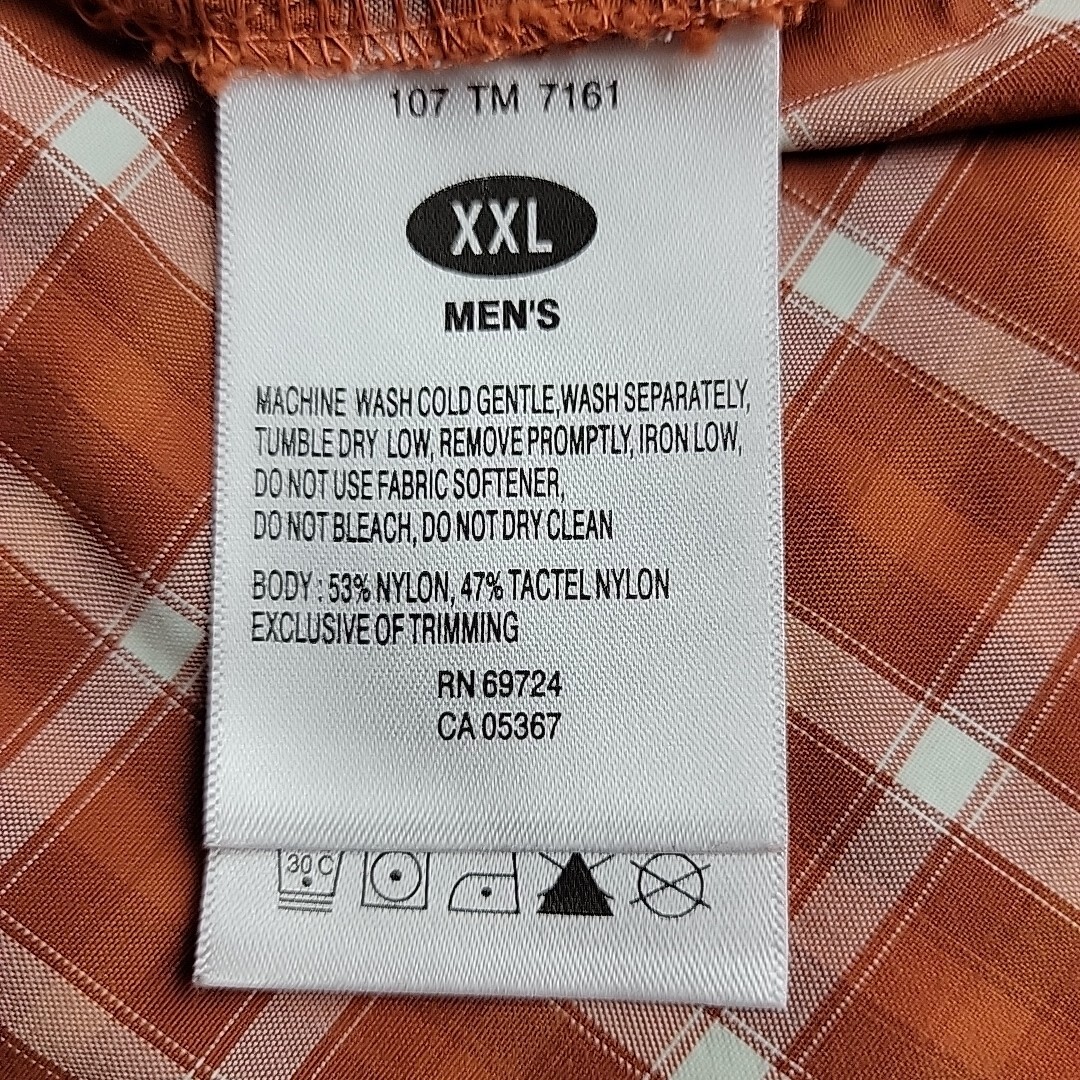 107 TM 7161
XXL
MEN'S
MACHINE WASH COLD GENTLE, WASH SEPARATELY,
TUMBLE DRY LOW, REMOVE PROMPTLY, IRON LOW,
DO NOT USE FABRIC SOFTENER,
DO NOT BLEACH, DO NOT DRY CLEAN
BODY : 53% NYLON, 47% TACTEL NYLON
EXCLUSIVE OF TRIMMING
RN 69724
CA 05367
30 C